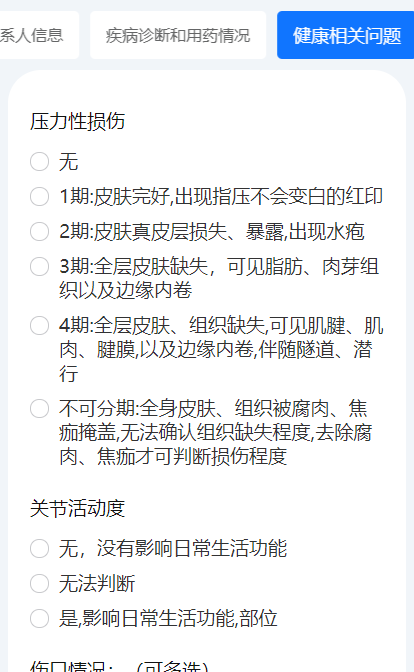 系人信息
疾病诊断和用药情况
健康相关问题
压力性损伤
无
1期:皮肤完好,出现指压不会变白的红印
2期:皮肤真皮层损失、暴露,出现水疱
3期:全层皮肤缺失，可见脂肪、肉芽组
织以及边缘内卷
4期:全层皮肤、组织缺失,可见肌腱、肌
肉、腱膜,以及边缘内卷,伴随隧道、潜
行
不可分期:全身皮肤、组织被腐肉、焦
痂掩盖,无法确认组织缺失程度,去除腐
肉、焦痂才可判断损伤程度
关节活动度
无，没有影响日常生活功能
无法判断
是,影响日常生活功能,部位
伤口情况：（可多选）